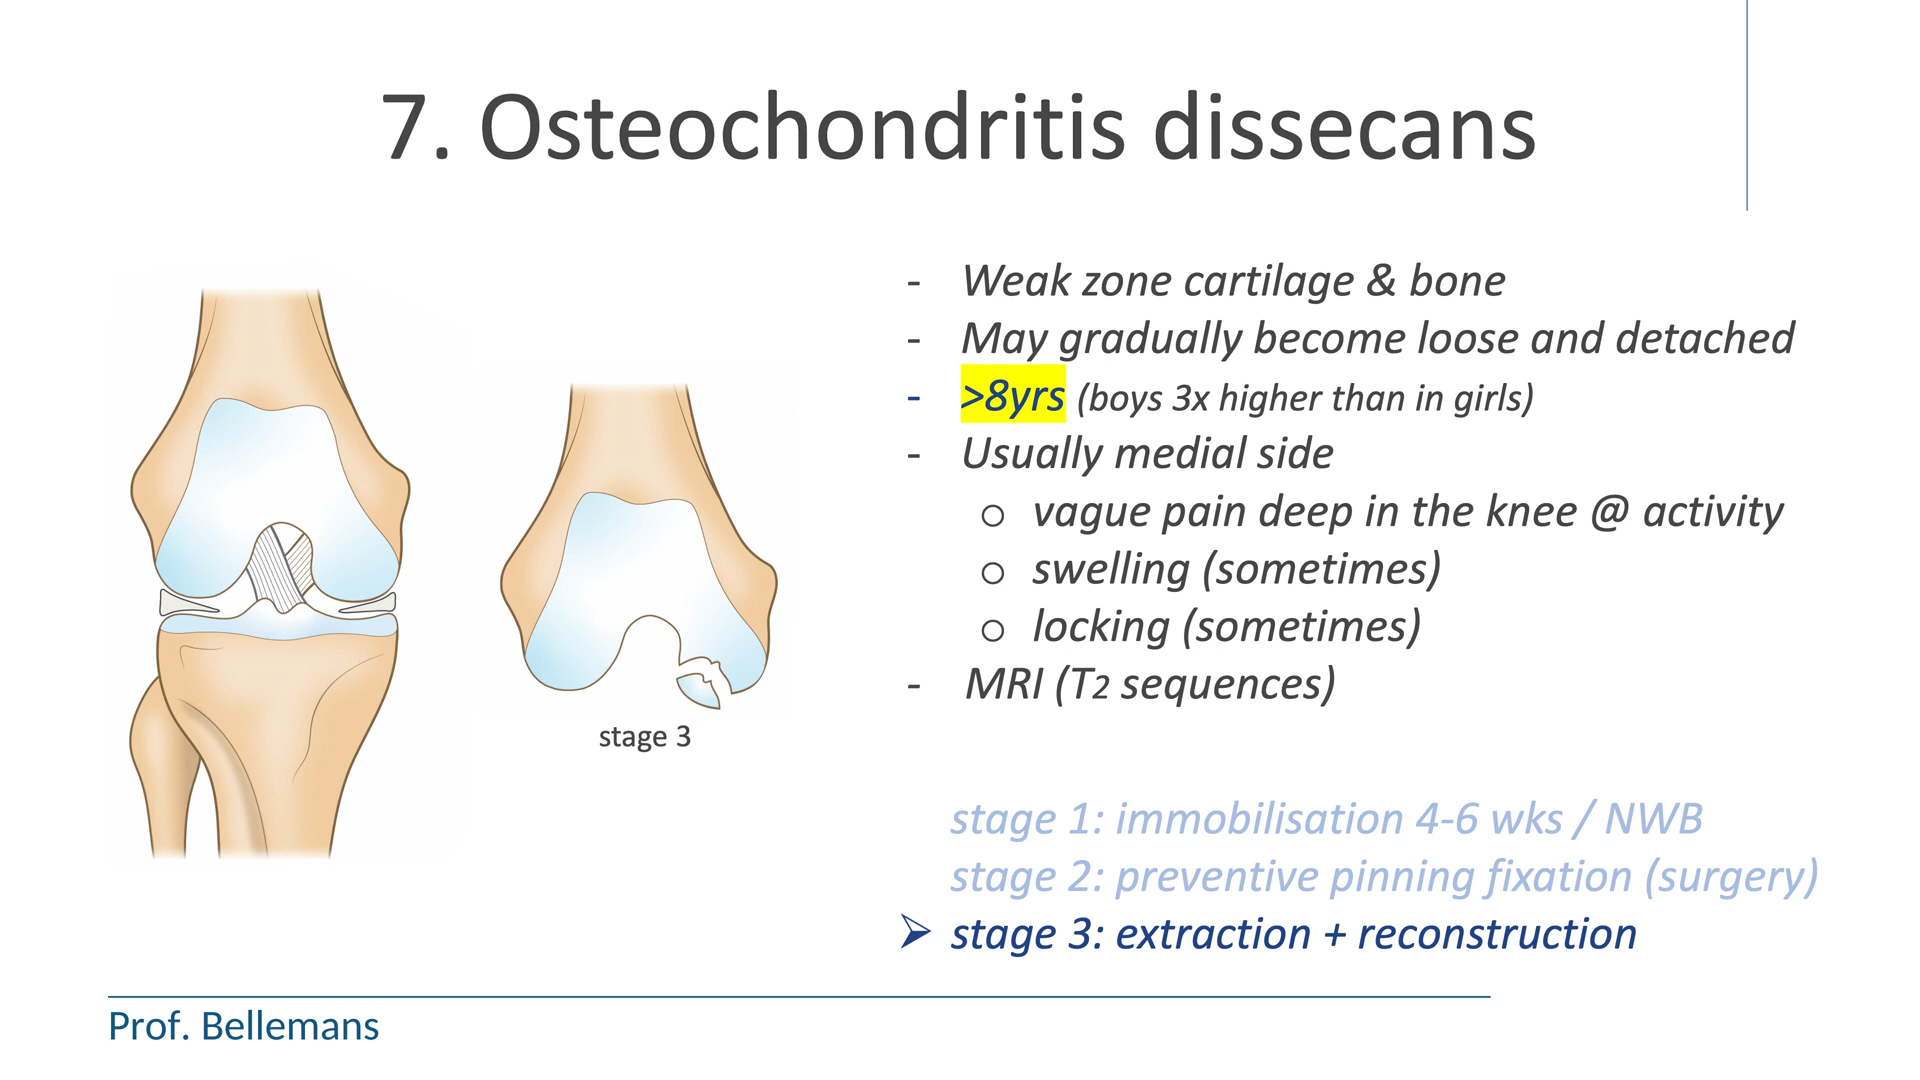 7. Osteochondritis dissecans
- Weak zone cartilage & bone
- May gradually become loose and detached
- >8yrs (boys 3x higher than in girls)
- Usually medial side
o vague pain deep in the knee @ activity
o swelling (sometimes)
o locking (sometimes)
- MRI (T2 sequences)
stage 3
stage 1: immobilisation 4-6 wks / NWB
stage 2: preventive pinning fixation (surgery)
➢ stage 3: extraction + reconstruction
Prof. Bellemans